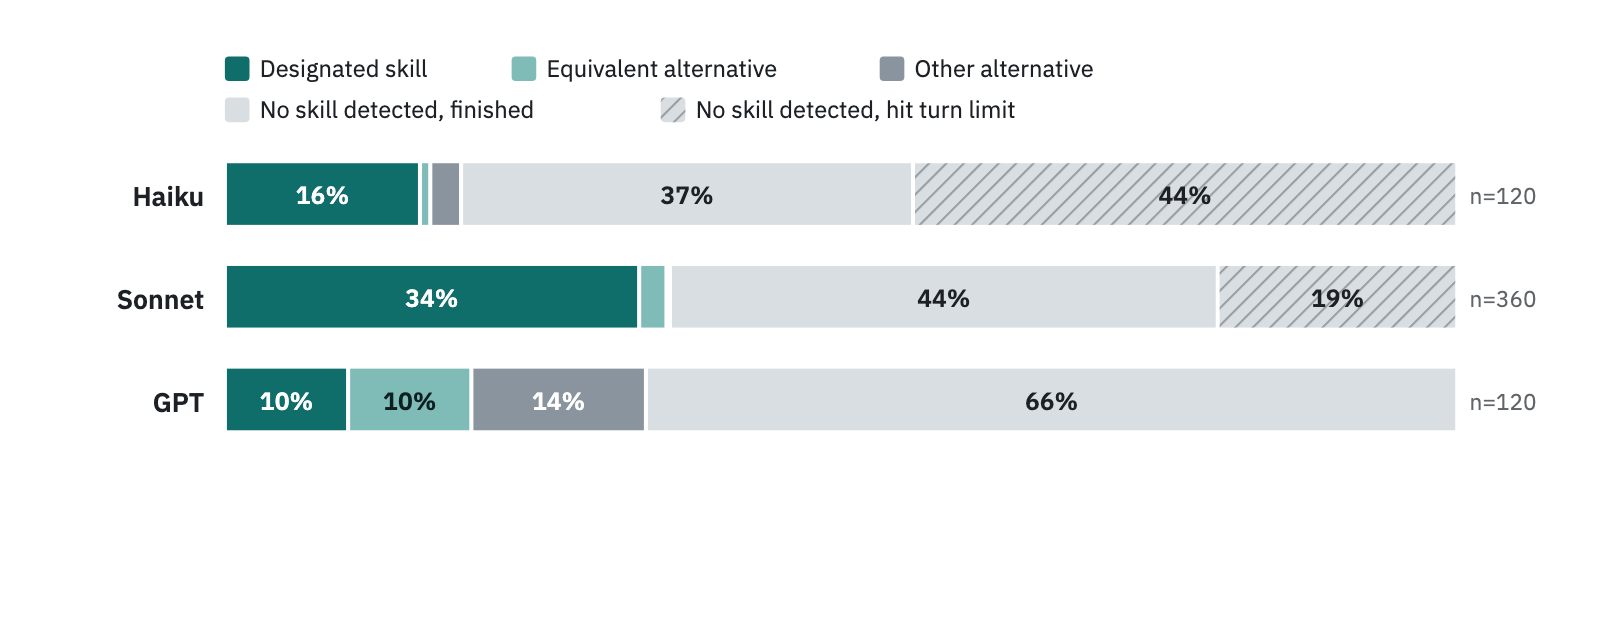 Designated skill Equivalent alternative Other alternative
No skill detected, finished No skill detected, hit turn limit
Haiku 16% 37% 44% n=120
Sonnet 34% 44% 19% n=360
GPT 10% 10% 14% 66% n=120